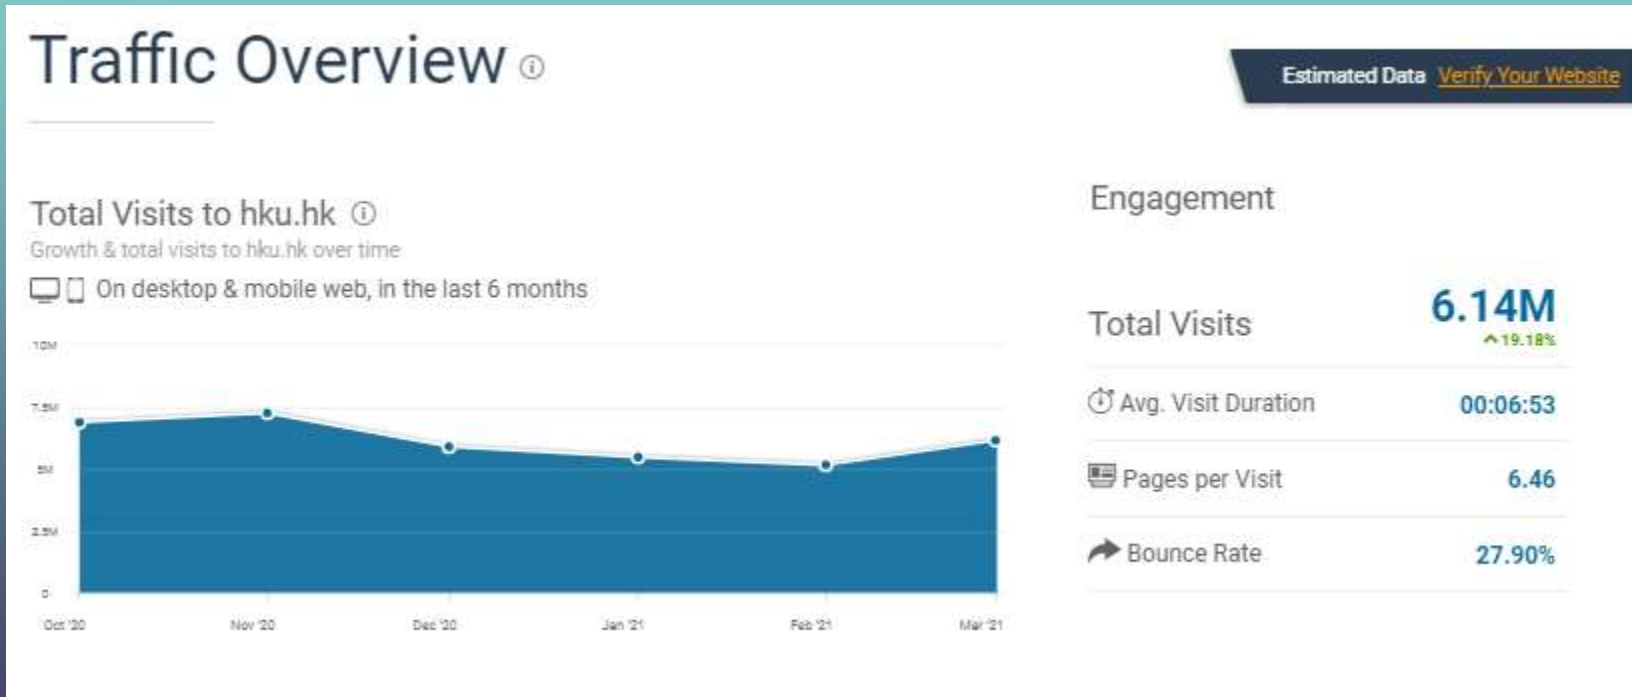 Traffic Overview
Estimated Data Verify Your Website
Total Visits to hku.hk
Growth & total visits to hku.hk over time
On desktop & mobile web, in the last 6 months
10M
7.5M
5M
2.5M
0
Oct '20 Nov '20 Dec '20 Jan '21 Feb '21 Mar '21
Engagement
Total Visits 6.14M
19.18%
Avg. Visit Duration 00:06:53
Pages per Visit 6.46
Bounce Rate 27.90%